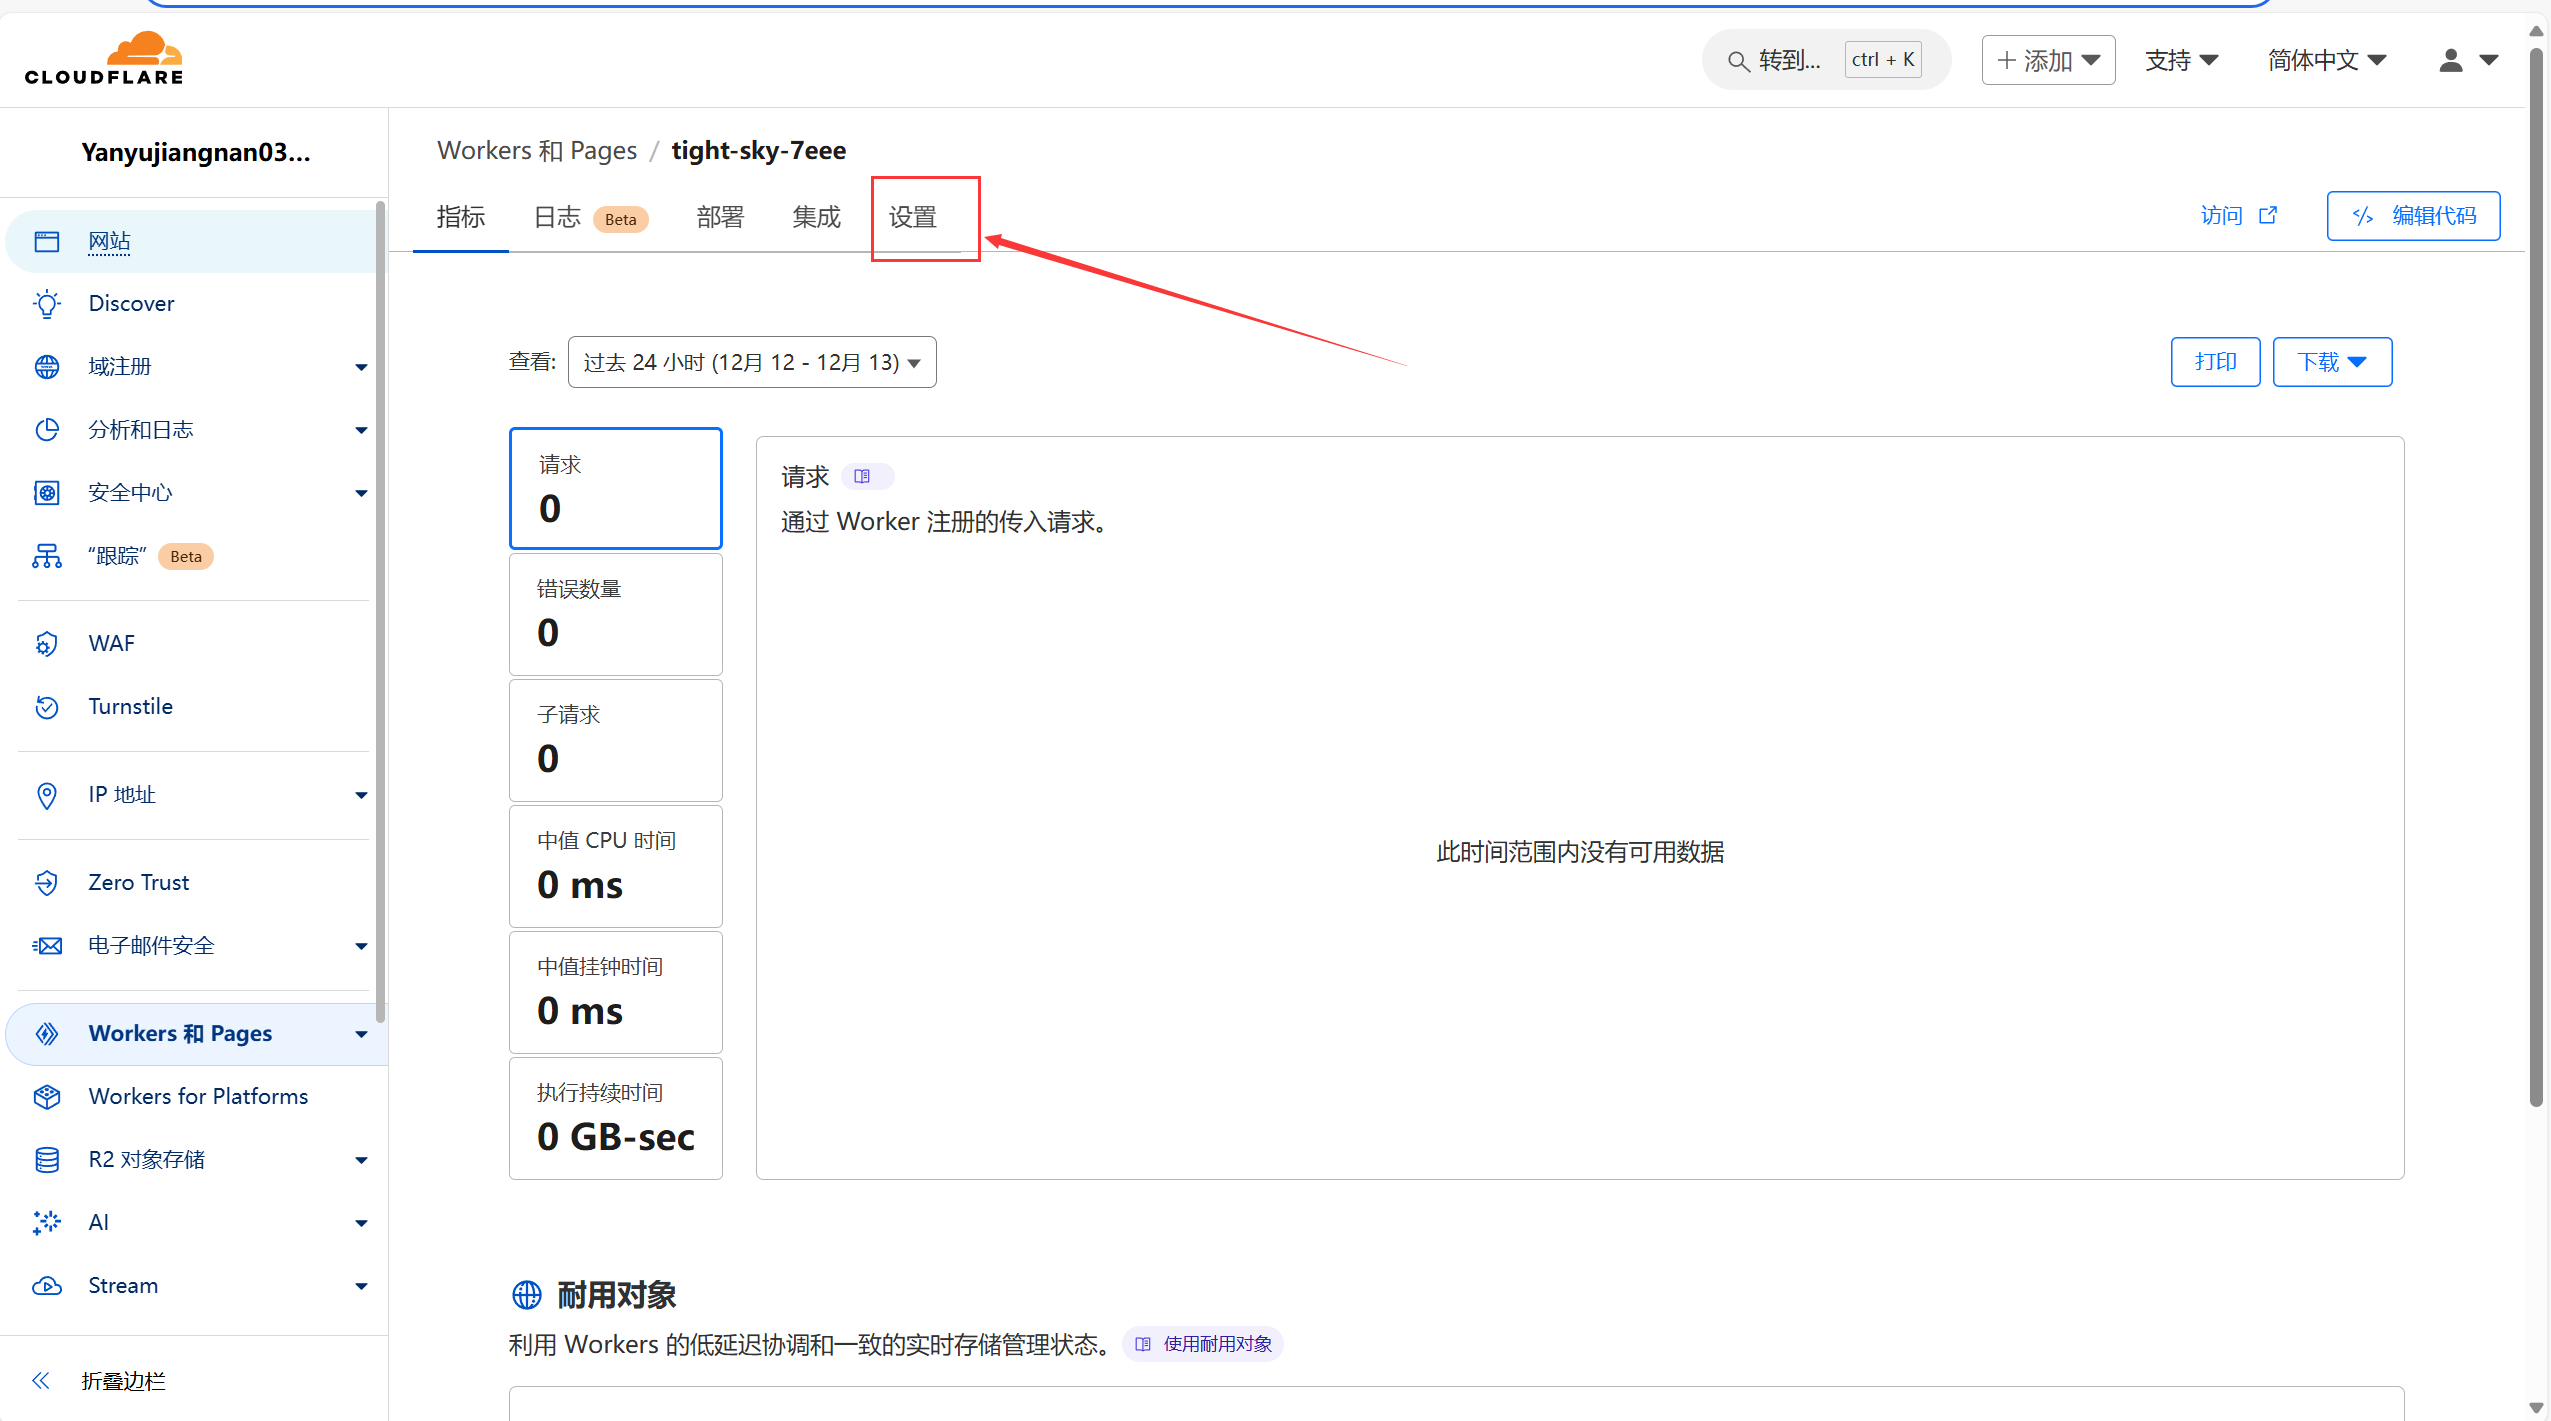 CLOUDFLARE
转到... ctrl + K
添加
支持
简体中文
Yanyujiangnan03...
网站
Discover
域注册
分析和日志
安全中心
“跟踪” Beta
WAF
Turnstile
IP 地址
Zero Trust
电子邮件安全
Workers 和 Pages
Workers for Platforms
R2 对象存储
AI
Stream
折叠边栏
Workers 和 Pages / tight-sky-7eee
指标
日志 Beta
部署
集成
设置
访问
编辑代码
查看: 过去 24 小时 (12月 12 - 12月 13)
打印
下载
请求
0
错误数量
0
子请求
0
中值 CPU 时间
0 ms
中值挂钟时间
0 ms
执行持续时间
0 GB-sec
请求
通过 Worker 注册的传入请求。
此时间范围内没有可用数据
耐用对象
利用 Workers 的低延迟协调和一致的实时存储管理状态。 使用耐用对象